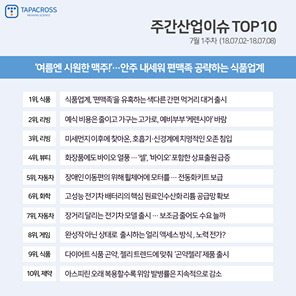 TAPACROSS
주간산업이슈 TOP10
7월 1주차 (18.07.02-18.07.08)
'여름엔 시원한 맥주!'…안주 내세워 편맥족 공략하는 식품업계
1위, 식품 식품업계, '편맥족'을 유혹하는 색다른 간편 먹거리 대거 출시
2위, 리빙 예식 비용은 줄이고 가구는 고가로, 예비부부 '케렌시아' 바람
3위, 리빙 미세먼지 이후에 찾아온, 호흡기·신경계에 치명적인 오존 침입
4위, 뷰티 화장품에도 바이오 열풍 … '셀', '바이오' 포함한 상표출원 급증
5위, 자동차 장애인 이동편의 위해 휠체어에 모터를 … 전동화키트 보급
6위, 화학 고성능 전기차 배터리의 핵심 원료인 수산화 리튬 공급망 확보
7위, 자동차 장거리 달리는 전기차 모델 출시 … 보조금 줄어도 수요 늘까
8위, 게임 완성작 아닌 상태로 출시하는 얼리 액세스 방식, 노력 전가?
9위, 식품 다이어트 식품 곤약, 젤리 트렌드에 맞춰 '곤약젤리' 제품 출시
10위, 제약 아스피린 오래 복용할수록 위암 발병률은 지속적으로 감소